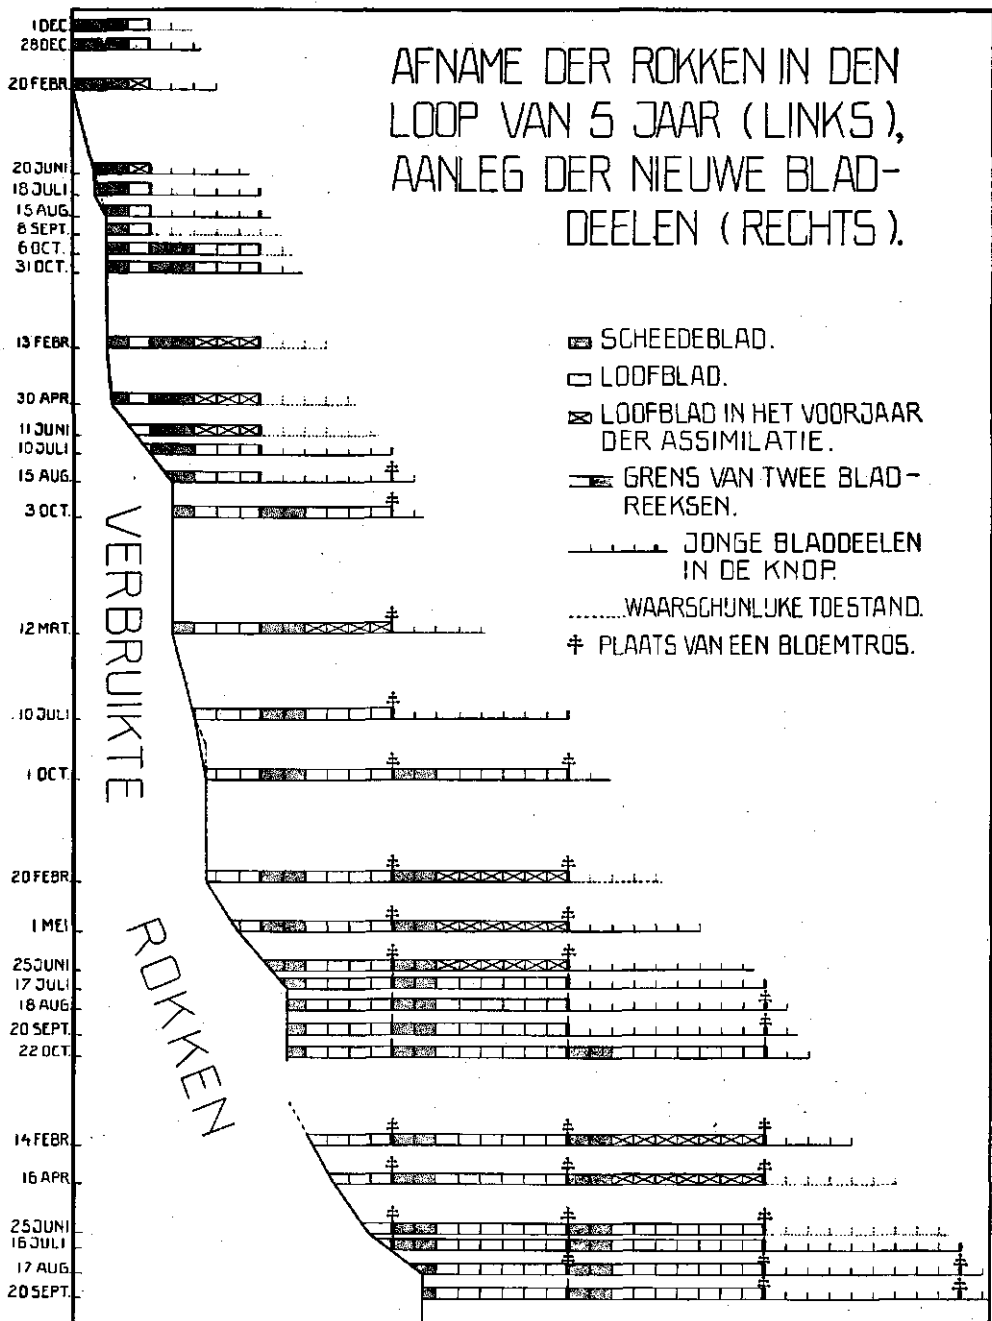 AFNAME DER ROKKEN IN DEN
LOOP VAN 5 JAAR (LINKS),
AANLEG DER NIEUWE BLAD-
DEELEN (RECHTS).
SCHEEDEBLAD.
LOOFBLAD.
LOOFBLAD IN HET VOORJAAR
DER ASSIMILATIE.
GRENS VAN TWEE BLAD-
REEKSEN.
JONGE BLADDEELEN
IN DE KNOP.
WAARSCHIJNLIJKE TOESTAND.
PLAATS VAN EEN BLOEMTROS.
1 DEC.
28 DEC.
20 FEBR.
20 JUNI
18 JULI
15 AUG.
8 SEPT.
6 OCT.
31 OCT.
13 FEBR.
30 APR.
11 JUNI
10 JULI
15 AUG.
3 OCT.
12 MRT.
10 JULI
1 OCT.
20 FEBR.
1 MEI
25 JUNI
17 JULI
18 AUG.
20 SEPT.
22 OCT.
14 FEBR.
16 APR.
25 JUNI
16 JULI
17 AUG.
20 SEPT.
VERBRUIKTE
ROKKEN